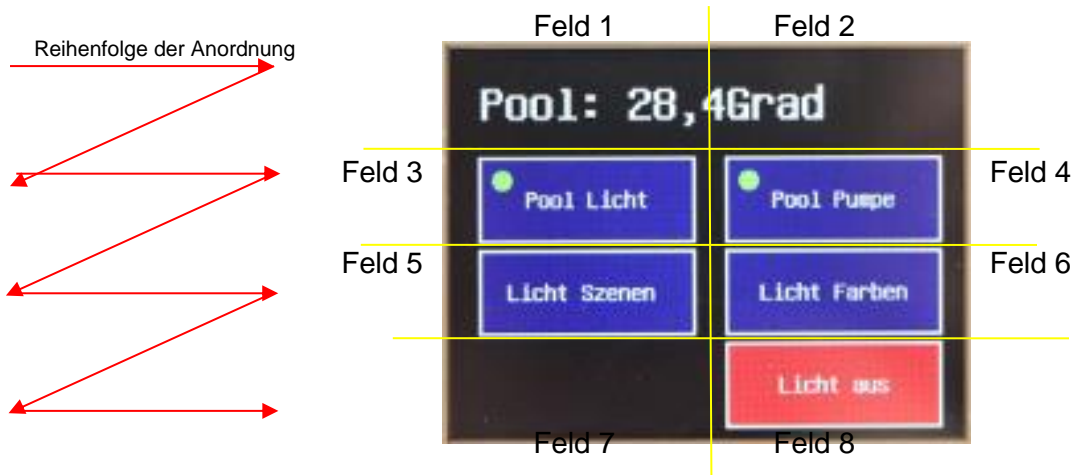 Feld 1 Feld 2
Reihenfolge der Anordnung
Pool: 28,4Grad
Feld 3 Feld 4
Pool Licht Pool Pumpe
Feld 5 Feld 6
Licht Szenen Licht Farben
Licht aus
Feld 7 Feld 8